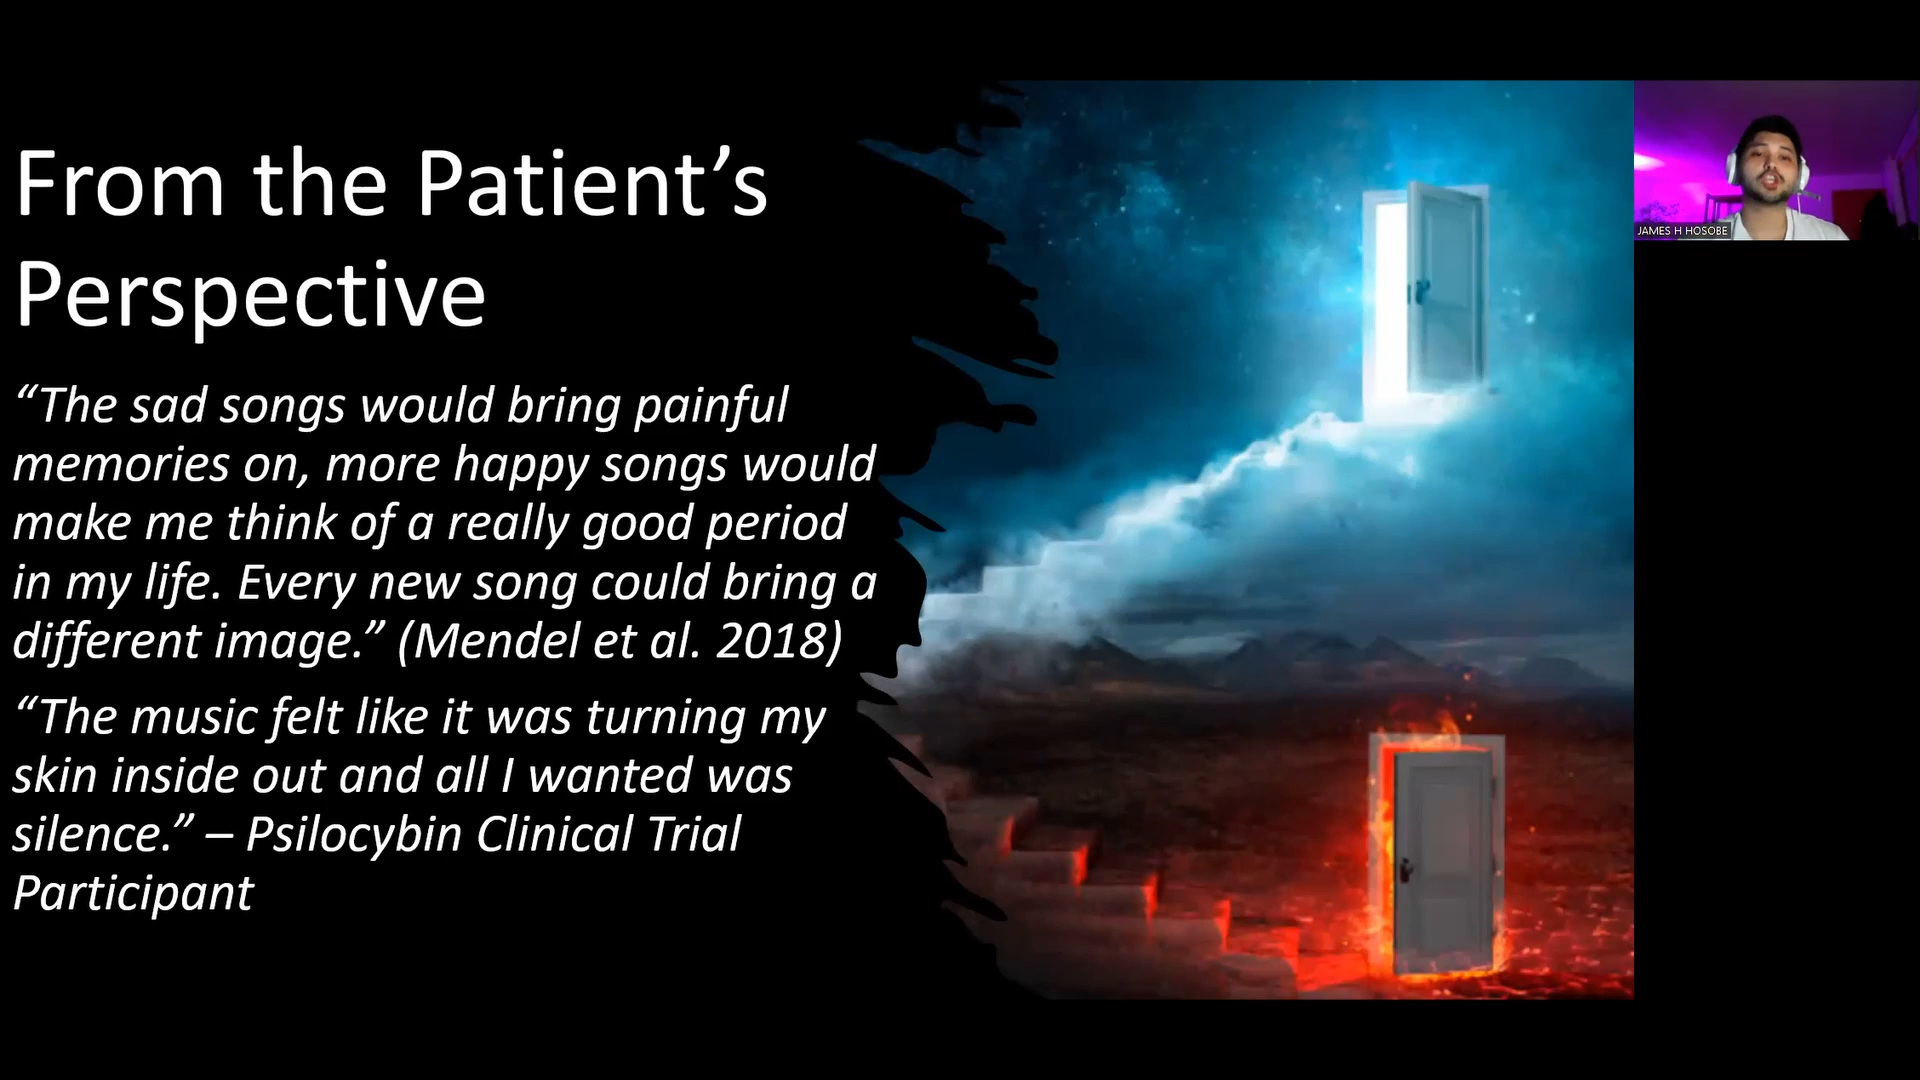 From the Patient’s
Perspective
“The sad songs would bring painful
memories on, more happy songs would
make me think of a really good period
in my life. Every new song could bring a
different image.” (Mendel et al. 2018)
“The music felt like it was turning my
skin inside out and all I wanted was
silence.” – Psilocybin Clinical Trial
Participant
JAMES H HOSOBE